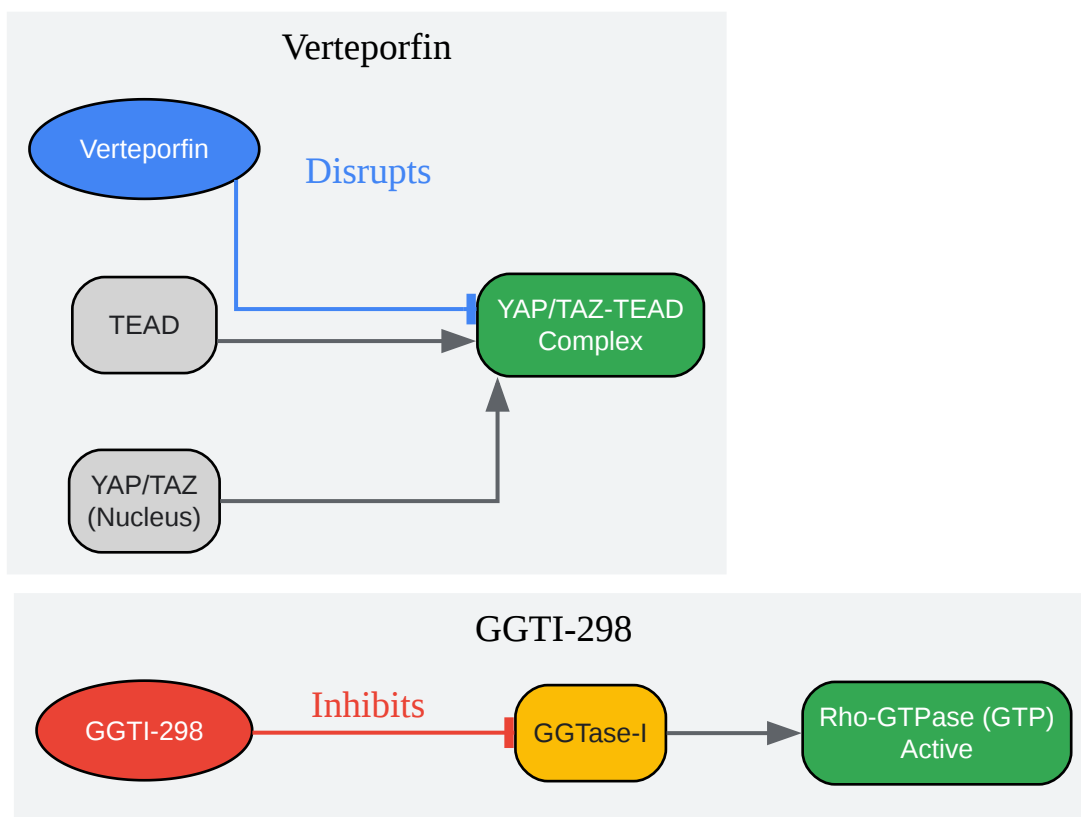 Verteporfin
Verteporfin
Disrupts
TEAD
YAP/TAZ-TEAD
Complex
YAP/TAZ
(Nucleus)
GGTI-298
GGTI-298
Inhibits
GGTase-I
Rho-GTPase (GTP)
Active